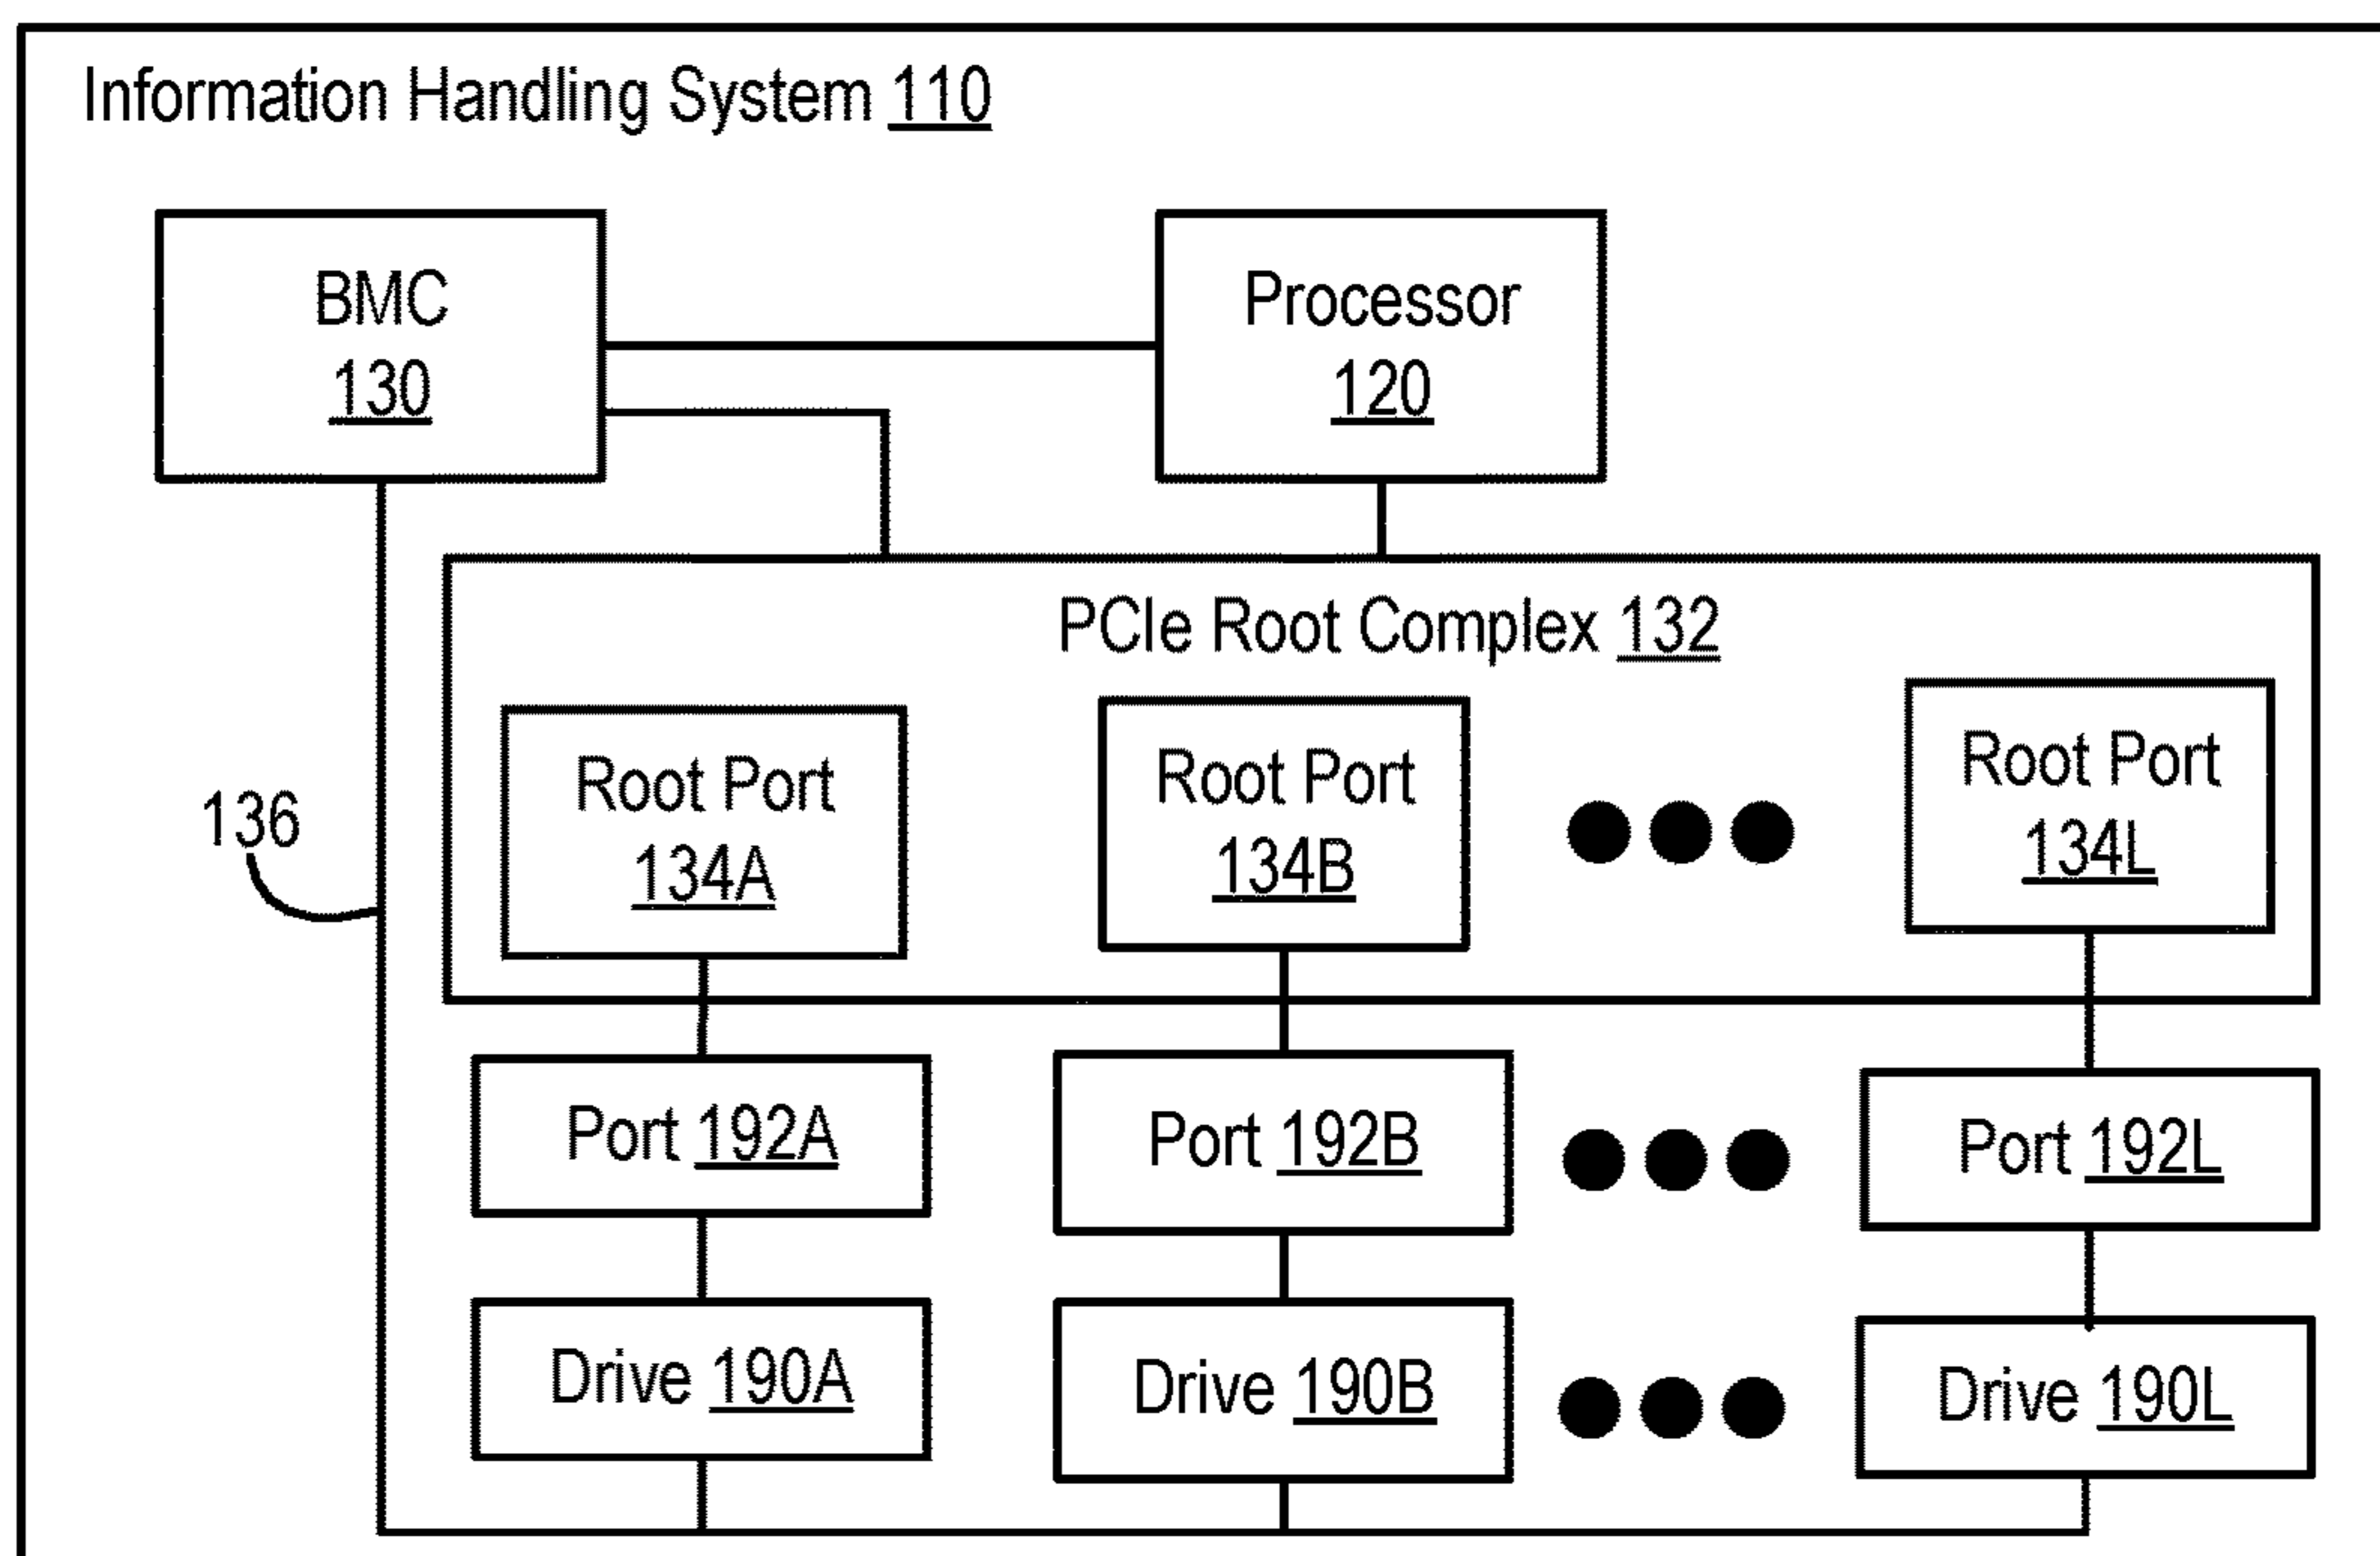 Information Handling System 110
BMC
130
Processor
120
PCIe Root Complex 132
Root Port
134A
Root Port
134B
Root Port
134L
136
Port 192A
Port 192B
Port 192L
Drive 190A
Drive 190B
Drive 190L